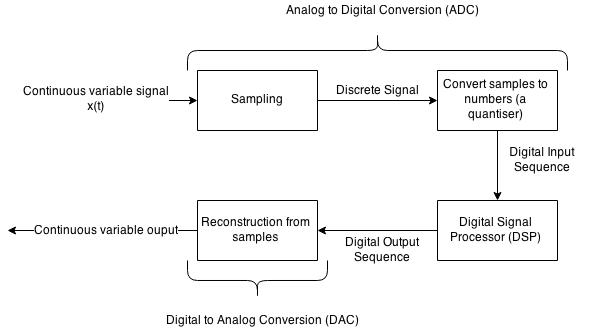 Analog to Digital Conversion (ADC)
Continuous variable signal
x(t)
Sampling
Discrete Signal
Convert samples to
numbers (a
quantiser)
Digital Input
Sequence
Digital Signal
Processor (DSP)
Digital Output
Sequence
Reconstruction from
samples
Continuous variable ouput
Digital to Analog Conversion (DAC)